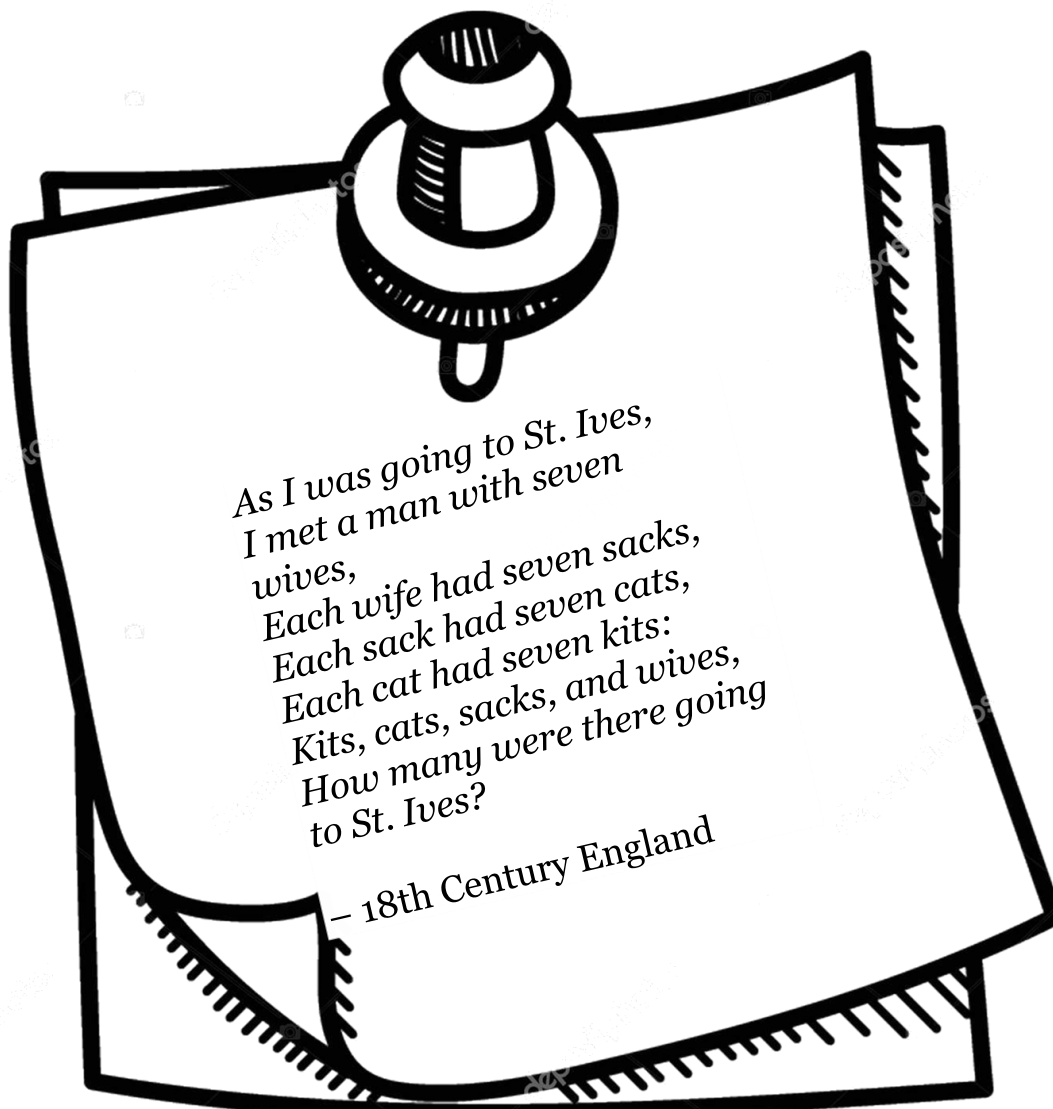 As I was going to St. Ives,
I met a man with seven
wives,
Each wife had seven sacks,
Each sack had seven cats,
Each cat had seven kits:
Kits, cats, sacks, and wives,
How many were there going
to St. Ives?
– 18th Century England